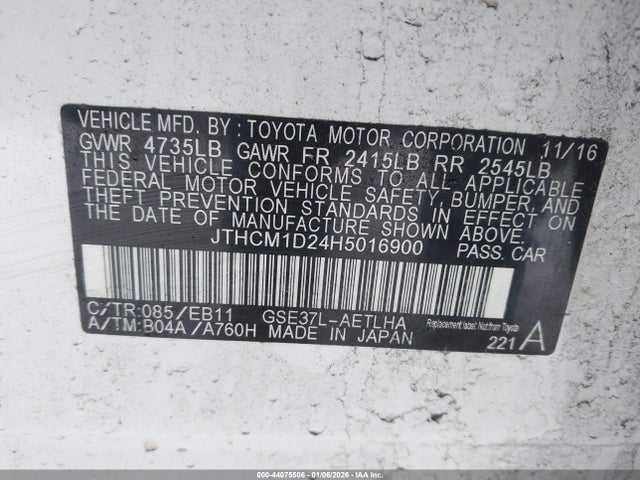 VEHICLE MFD. BY: TOYOTA MOTOR CORPORATION 11/16
GVWR 4735LB GAWR FR 2415LB RR 2545LB
THIS VEHICLE CONFORMS TO ALL APPLICABLE
FEDERAL MOTOR VEHICLE SAFETY, BUMPER, AND
THEFT PREVENTION STANDARDS IN EFFECT ON
THE DATE OF MANUFACTURE SHOWN ABOVE.
JTHCM1D24H5016900 PASS. CAR
C/TR:085/EB11 GSE37L-AETLHA Replacement label: Not from Toyota
A/TM:B04A/A760H MADE IN JAPAN 221 A
000-44075506 | 01/06/2026 | IAA INC.